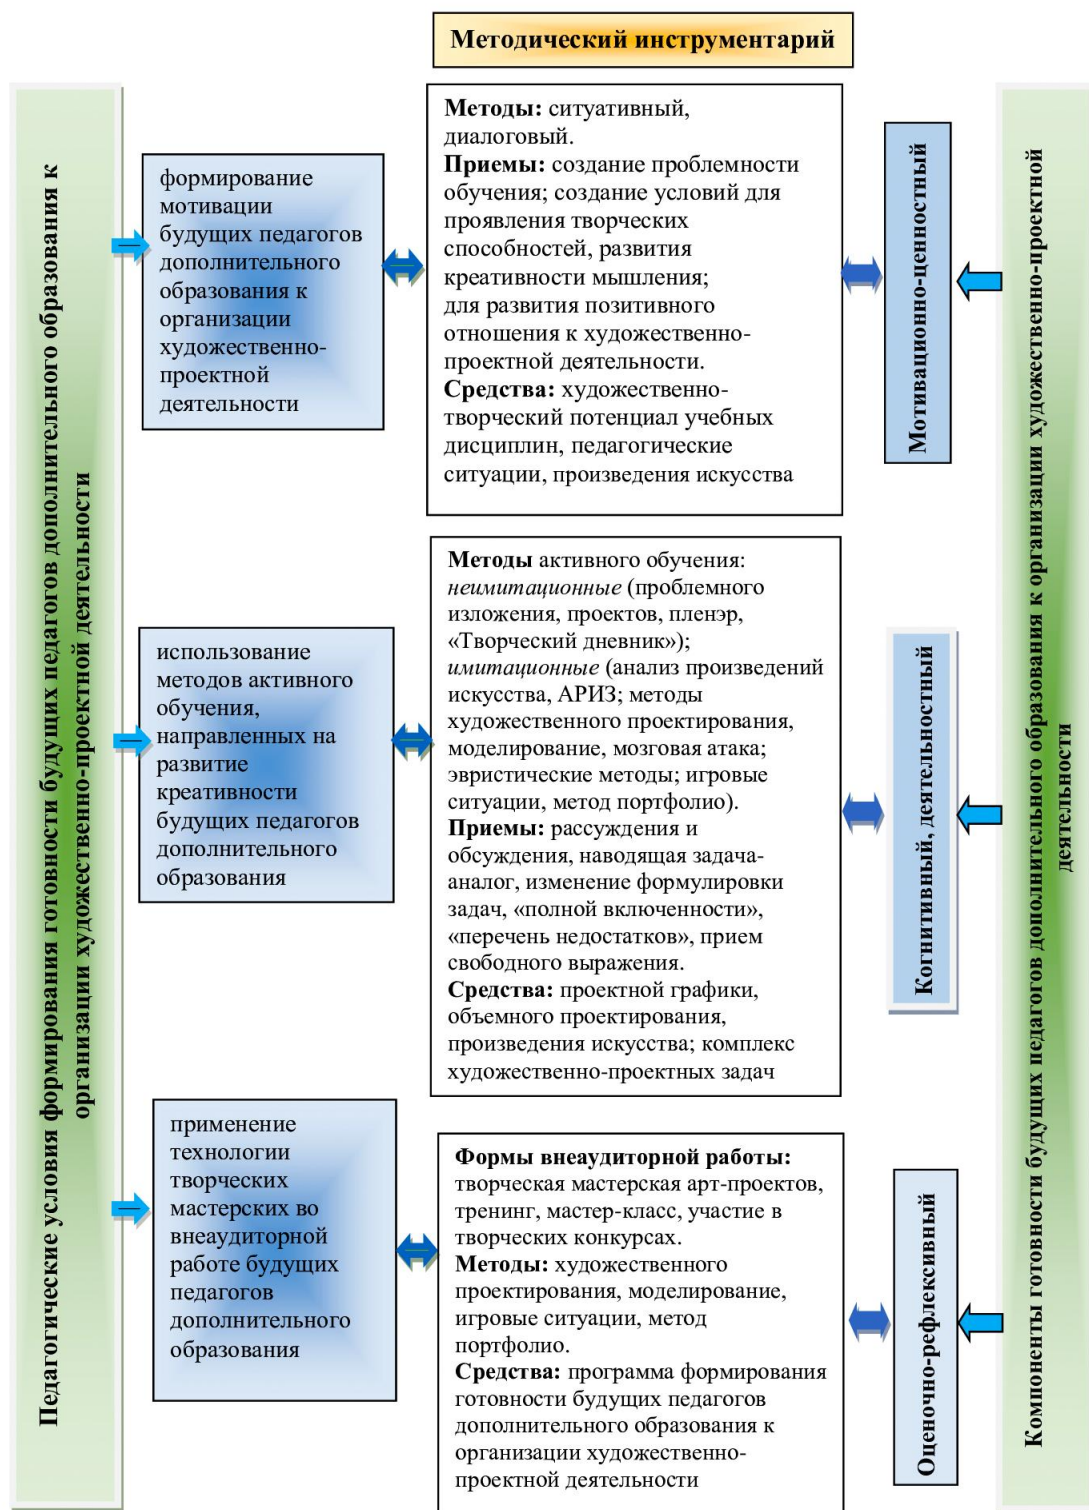 Методический инструментарий
Педагогические условия формирования готовности будущих педагогов дополнительного образования к
организации художественно-проектной деятельности
формирование
мотивации
будущих педагогов
дополнительного
образования к
организации
художественно-
проектной
деятельности
Методы: ситуативный,
диалоговый.
Приемы: создание проблемности
обучения; создание условий для
проявления творческих
способностей, развития
креативности мышления;
для развития позитивного
отношения к художественно-
проектной деятельности.
Средства: художественно-
творческий потенциал учебных
дисциплин, педагогические
ситуации, произведения искусства
Мотивационно-ценностный
использование
методов активного
обучения,
направленных на
развитие
креативности
будущих педагогов
дополнительного
образования
Методы активного обучения:
неимитационные (проблемного
изложения, проектов, пленэр,
«Творческий дневник»);
имитационные (анализ произведений
искусства, АРИЗ; методы
художественного проектирования,
моделирование, мозговая атака;
эвристические методы; игровые
ситуации, метод портфолио).
Приемы: рассуждения и
обсуждения, наводящая задача-
аналог, изменение формулировки
задач, «полной включенности»,
«перечень недостатков», прием
свободного выражения.
Средства: проектной графики,
объемного проектирования,
произведения искусства; комплекс
художественно-проектных задач
Когнитивный, деятельностный
применение
технологии
творческих
мастерских во
внеаудиторной
работе будущих
педагогов
дополнительного
образования
Формы внеаудиторной работы:
творческая мастерская арт-проектов,
тренинг, мастер-класс, участие в
творческих конкурсах.
Методы: художественного
проектирования, моделирование,
игровые ситуации, метод
портфолио.
Средства: программа формирования
готовности будущих педагогов
дополнительного образования к
организации художественно-
проектной деятельности
Оценочно-рефлексивный
Компоненты готовности будущих педагогов дополнительного образования к организации художественно-проектной
деятельности